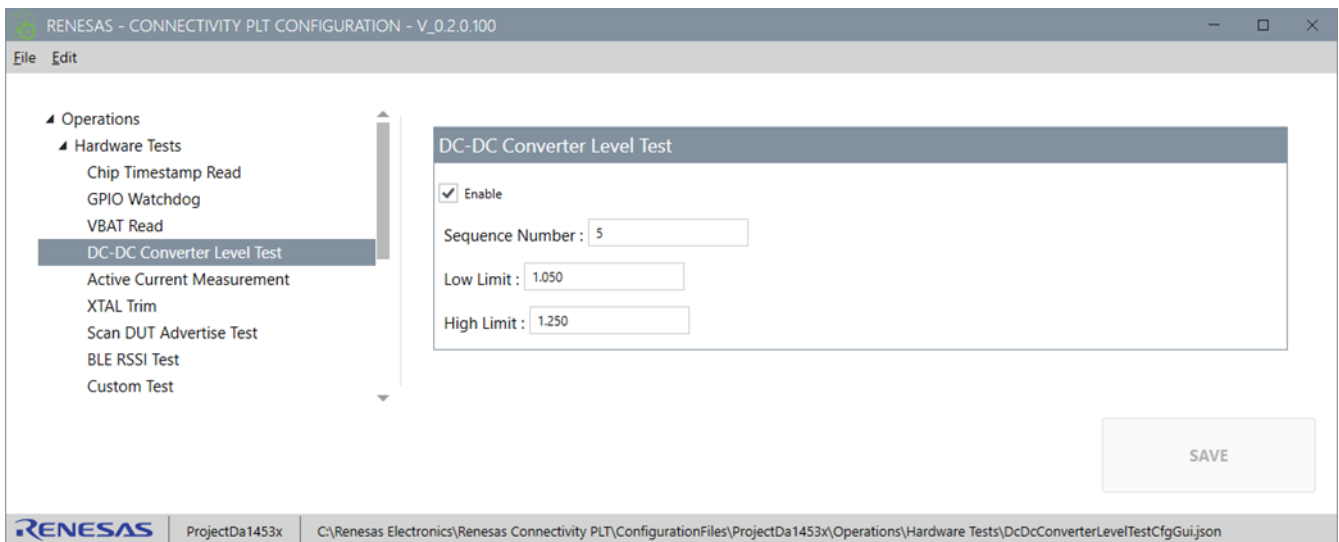 RENESAS - CONNECTIVITY PLT CONFIGURATION - V_0.2.0.100
File Edit
Operations
Hardware Tests
Chip Timestamp Read
GPIO Watchdog
VBAT Read
DC-DC Converter Level Test
Active Current Measurement
XTAL Trim
Scan DUT Advertise Test
BLE RSSI Test
Custom Test
DC-DC Converter Level Test
Enable
Sequence Number : 5
Low Limit : 1.050
High Limit : 1.250
SAVE
RENESAS ProjectDa1453x C:\Renesas Electronics\Renesas Connectivity PLT\ConfigurationFiles\ProjectDa1453x\Operations\Hardware Tests\DcDcConverterLevelTestCfgGui.json